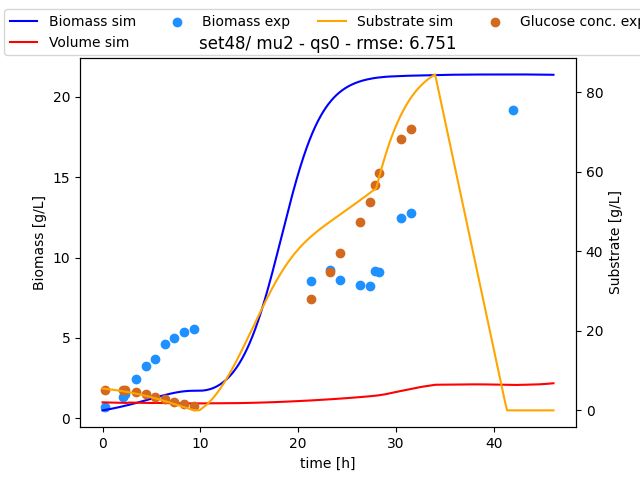 Biomass sim Biomass exp Substrate sim Glucose conc. exp
Volume sim
set48/ mu2 - qs0 - rmse: 6.751
20
15
10
5
0
Biomass [g/L]
80
60
40
20
0
Substrate [g/L]
0 10 20 30 40
time [h]